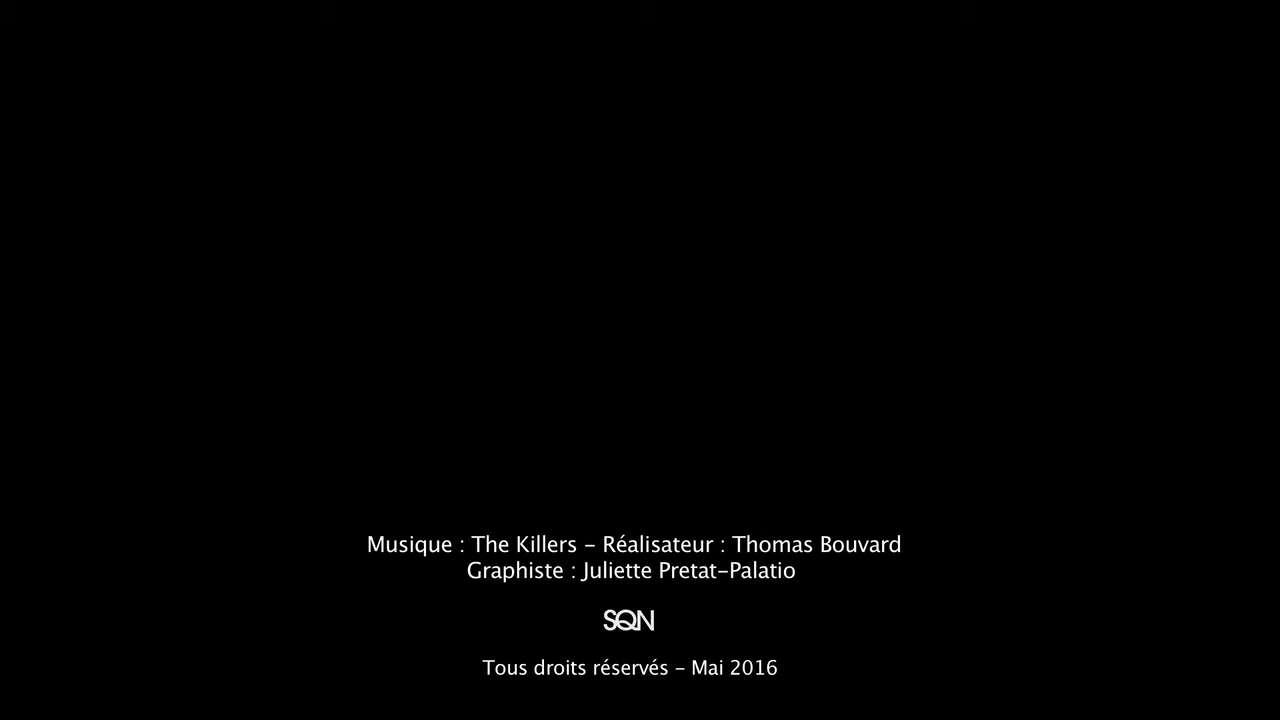 Musique : The Killers – Réalisateur : Thomas Bouvard
Graphiste : Juliette Pretat–Palatio
SQN
Tous droits réservés – Mai 2016